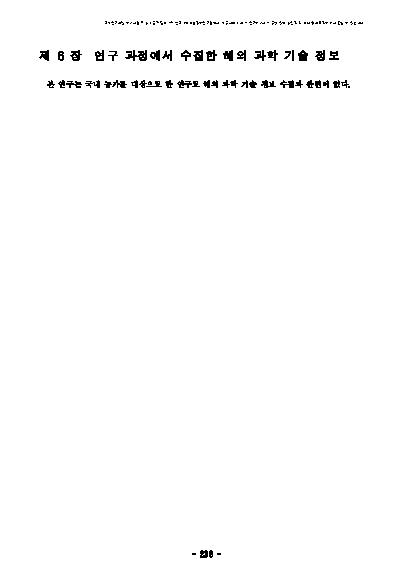 제 6 장 연구 과정에서 수집한 해외 과학 기술 정보
본 연구는 국내 농가를 대상으로 한 연구로 해외 과학 기술 정보 수집과 관련이 없다.